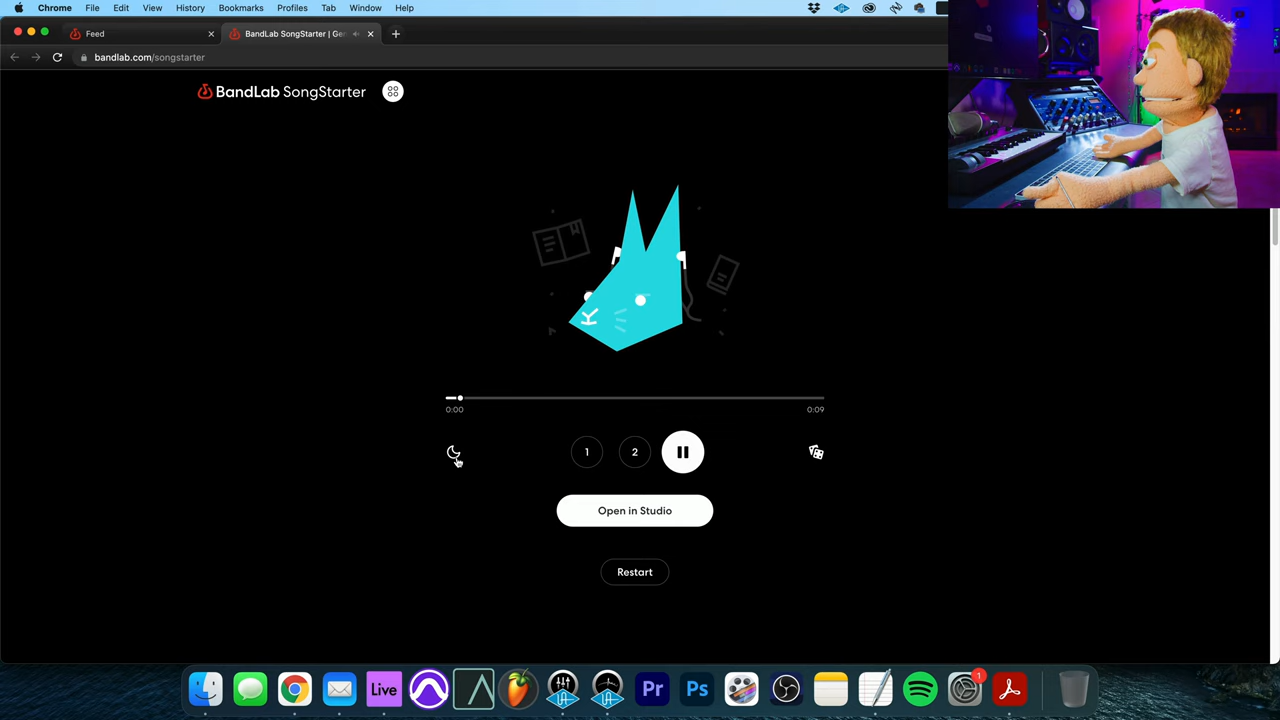 Chrome File Edit View History Bookmarks Profiles Tab Window Help
Feed
BandLab SongStarter | Ge
bandlab.com/songstarter
BandLab SongStarter
0:00
0:09
1
2
Open in Studio
Restart
Live
Pr
Ps
1